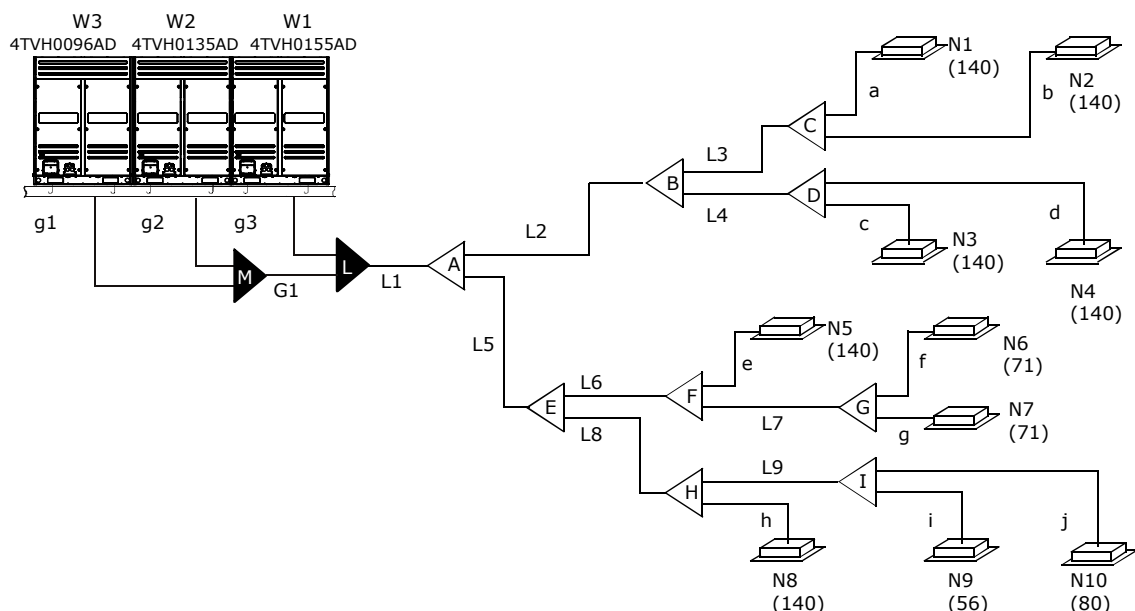 W3 W2 W1
4TVH0096AD 4TVH0135AD 4TVH0155AD
g1 g2 g3
M
G1
L
L1
A
L2
L5
B
L3
L4
C
a
N1
(140)
b
N2
(140)
D
c
N3
(140)
d
N4
(140)
E
L6
L8
F
e
N5
(140)
L7
G
f
N6
(71)
g
N7
(71)
H
L9
h
N8
(140)
I
i
N9
(56)
j
N10
(80)